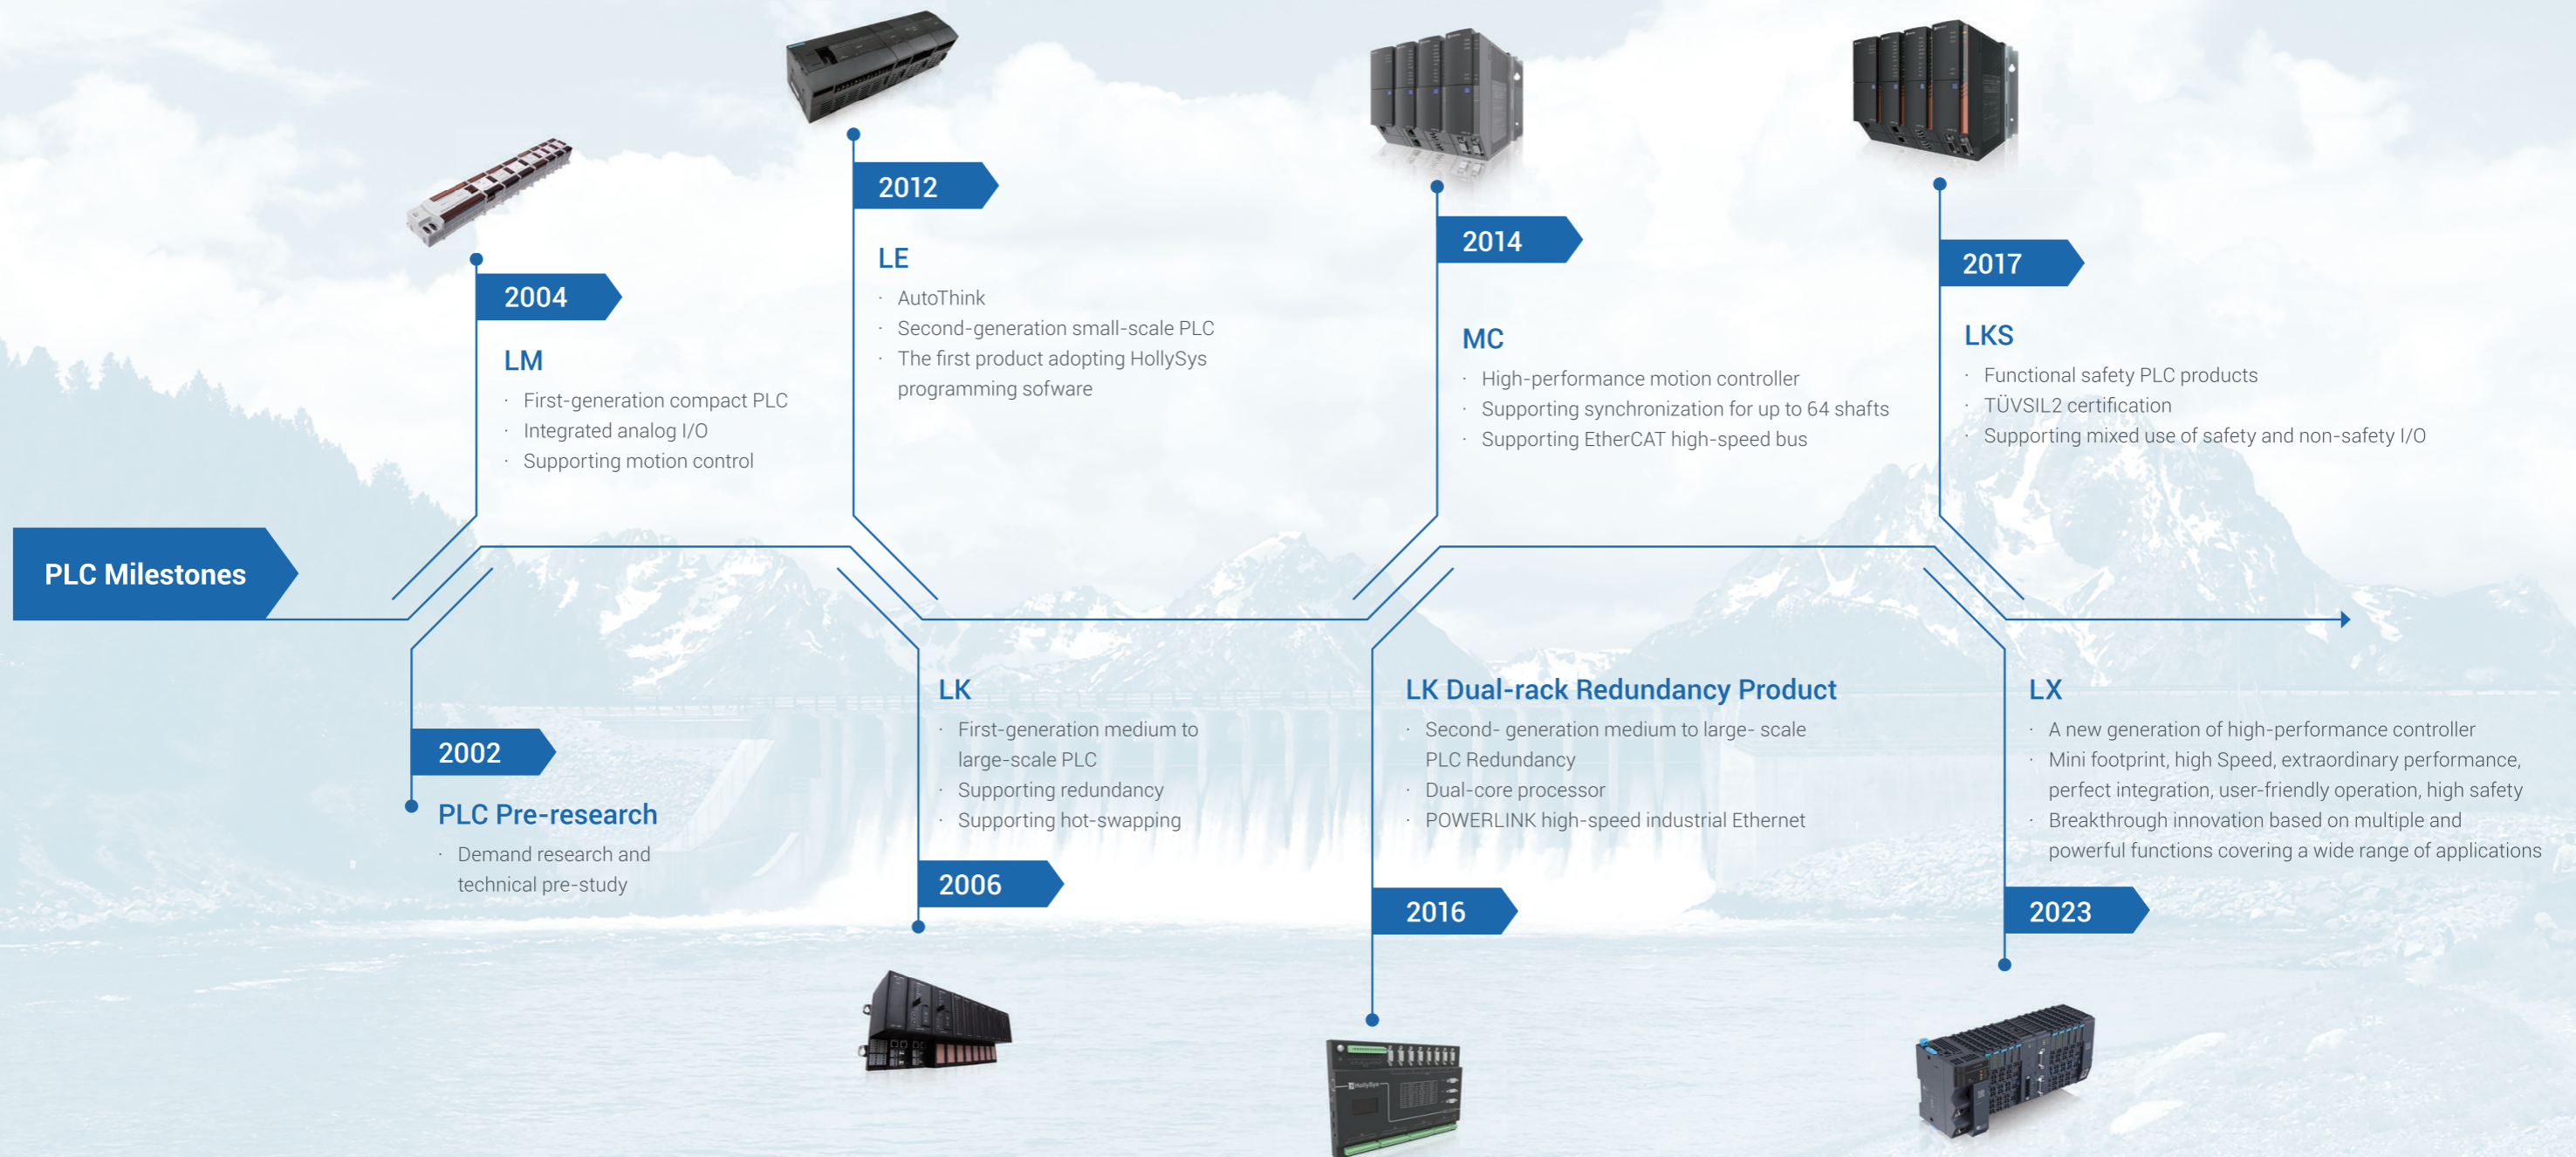 PLC Milestones
2002
PLC Pre-research
· Demand research and
technical pre-study
2004
LM
· First-generation compact PLC
· Integrated analog I/O
· Supporting motion control
LK
· First-generation medium to
large-scale PLC
· Supporting redundancy
· Supporting hot-swapping
2006
2012
LE
· AutoThink
· Second-generation small-scale PLC
· The first product adopting HollySys
programming sofware
2014
MC
· High-performance motion controller
· Supporting synchronization for up to 64 shafts
· Supporting EtherCAT high-speed bus
LK Dual-rack Redundancy Product
· Second- generation medium to large- scale
PLC Redundancy
· Dual-core processor
· POWERLINK high-speed industrial Ethernet
2016
HollySys
2017
LKS
· Functional safety PLC products
· TÜVSIL2 certification
· Supporting mixed use of safety and non-safety I/O
LX
· A new generation of high-performance controller
· Mini footprint, high Speed, extraordinary performance,
perfect integration, user-friendly operation, high safety
· Breakthrough innovation based on multiple and
powerful functions covering a wide range of applications
2023